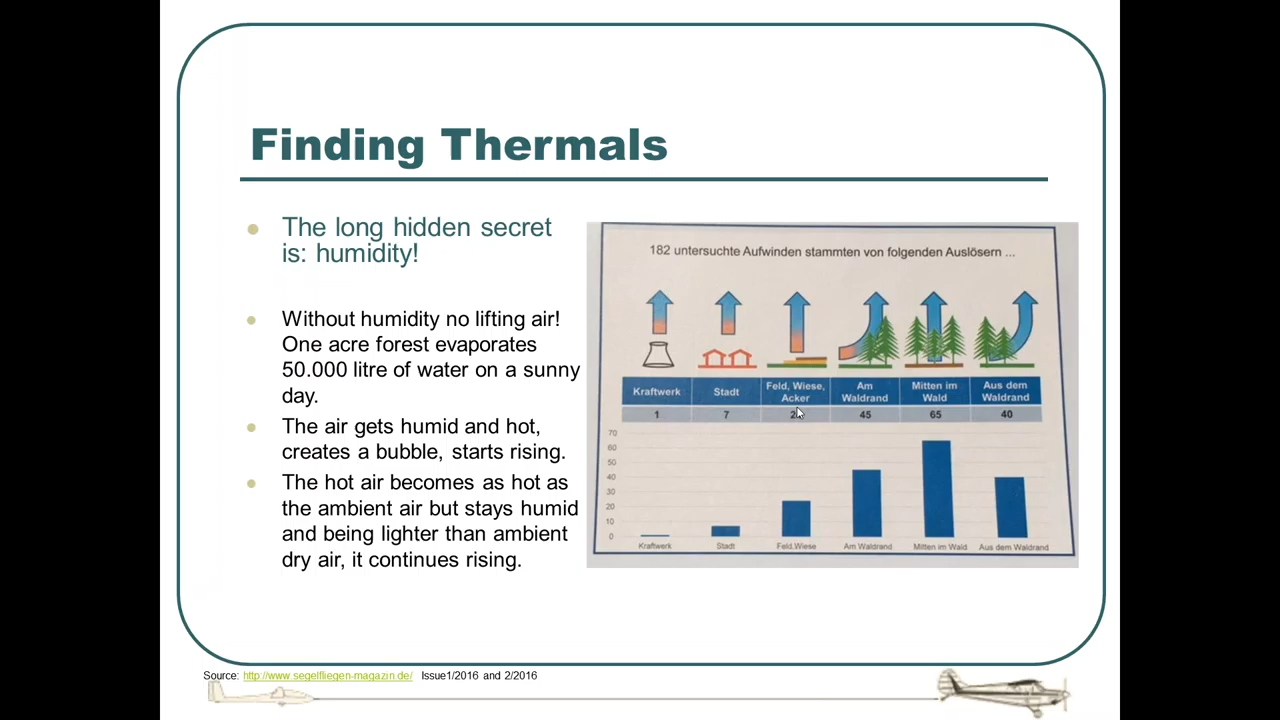 Finding Thermals
The long hidden secret
is: humidity!
Without humidity no lifting air!
One acre forest evaporates
50.000 litre of water on a sunny
day.
The air gets humid and hot,
creates a bubble, starts rising.
The hot air becomes as hot as
the ambient air but stays humid
and being lighter than ambient
dry air, it continues rising.
182 untersuchte Aufwinden stammten von folgenden Auslösern ...
Kraftwerk Stadt Feld, Wiese, Acker Am Waldrand Mitten im Wald Aus dem Waldrand
1 7 45 65 40
70
60
50
40
30
20
10
0
Kraftwerk Stadt Feld,Wiese Am Waldrand Mitten im Wald Aus dem Waldrand
Source: http://www.segelfliegen-magazin.de/ Issue1/2016 and 2/2016